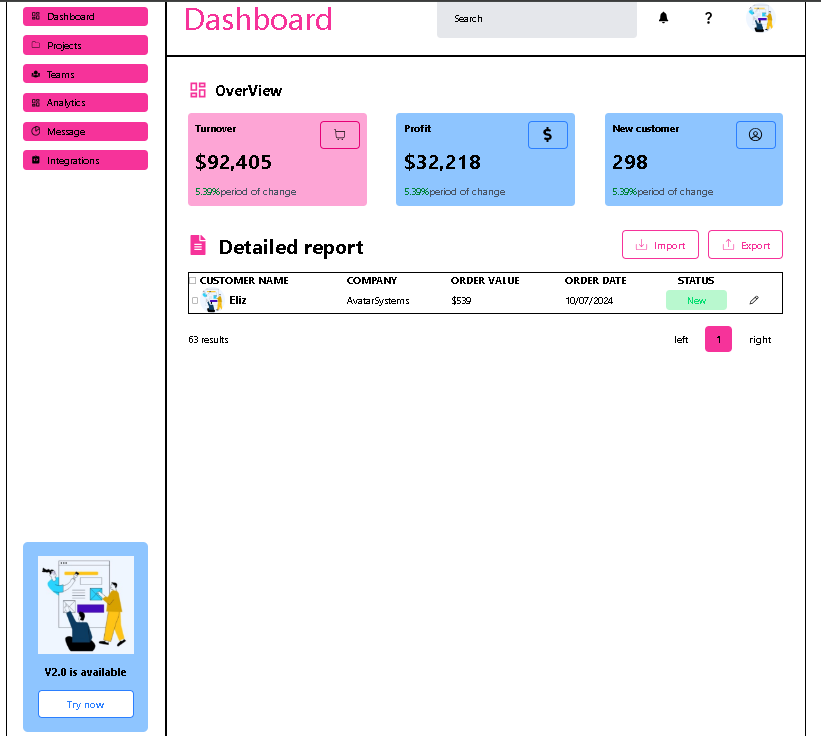 Dashboard
Projects
Teams
Analytics
Message
Integrations
V2.0 is available
Try now
Dashboard
Search
?
OverView
Turnover
$92,405
5.39%period of change
Profit
$
$32,218
5.39%period of change
New customer
298
5.39%period of change
Detailed report
Import
Export
CUSTOMER NAME COMPANY ORDER VALUE ORDER DATE STATUS
Eliz AvatarSystems $539 10/07/2024 New
63 results
left 1 right